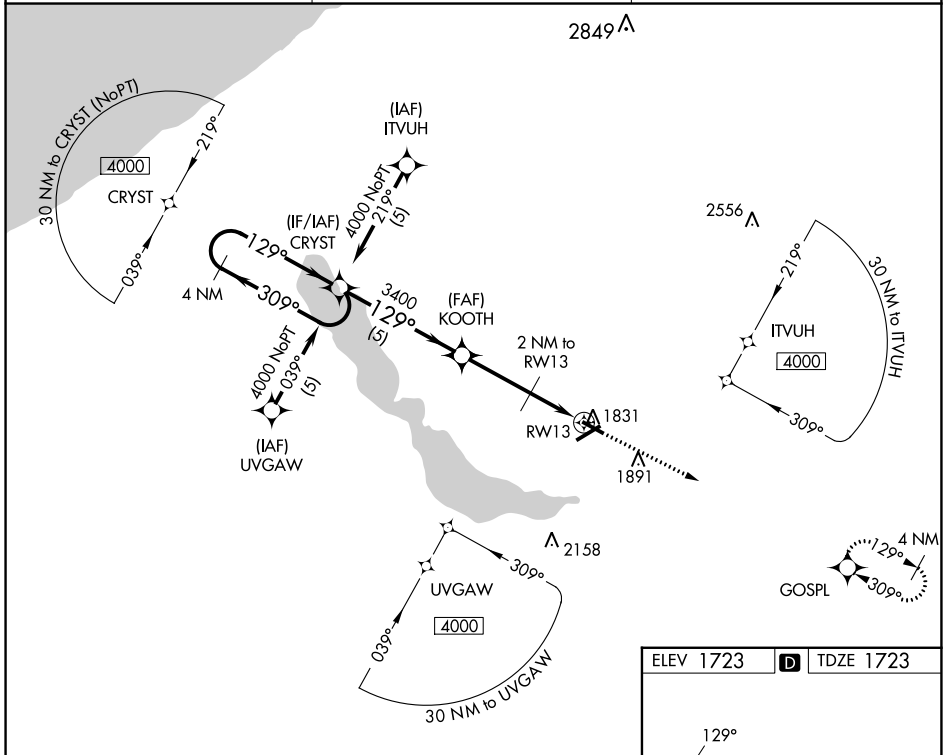 2849
30 NM to CRYST (NoPT)
219°
4000
CRYST
039°
(IAF)
ITVUH
4000 NoPT
219°
(5)
(IF/IAF)
CRYST
129°
4 NM
309°
3400
129°
(5)
(FAF)
KOOTH
2 NM to
RW13
RW13
1831
1891
4000 NoPT
039°
(5)
(IAF)
UVGAW
2556
219°
30 NM to ITVUH
ITVUH
4000
309°
2158
309°
UVGAW
4000
039°
30 NM to UVGAW
4 NM
129°
309°
GOSPL
ELEV 1723 D TDZE 1723
129°